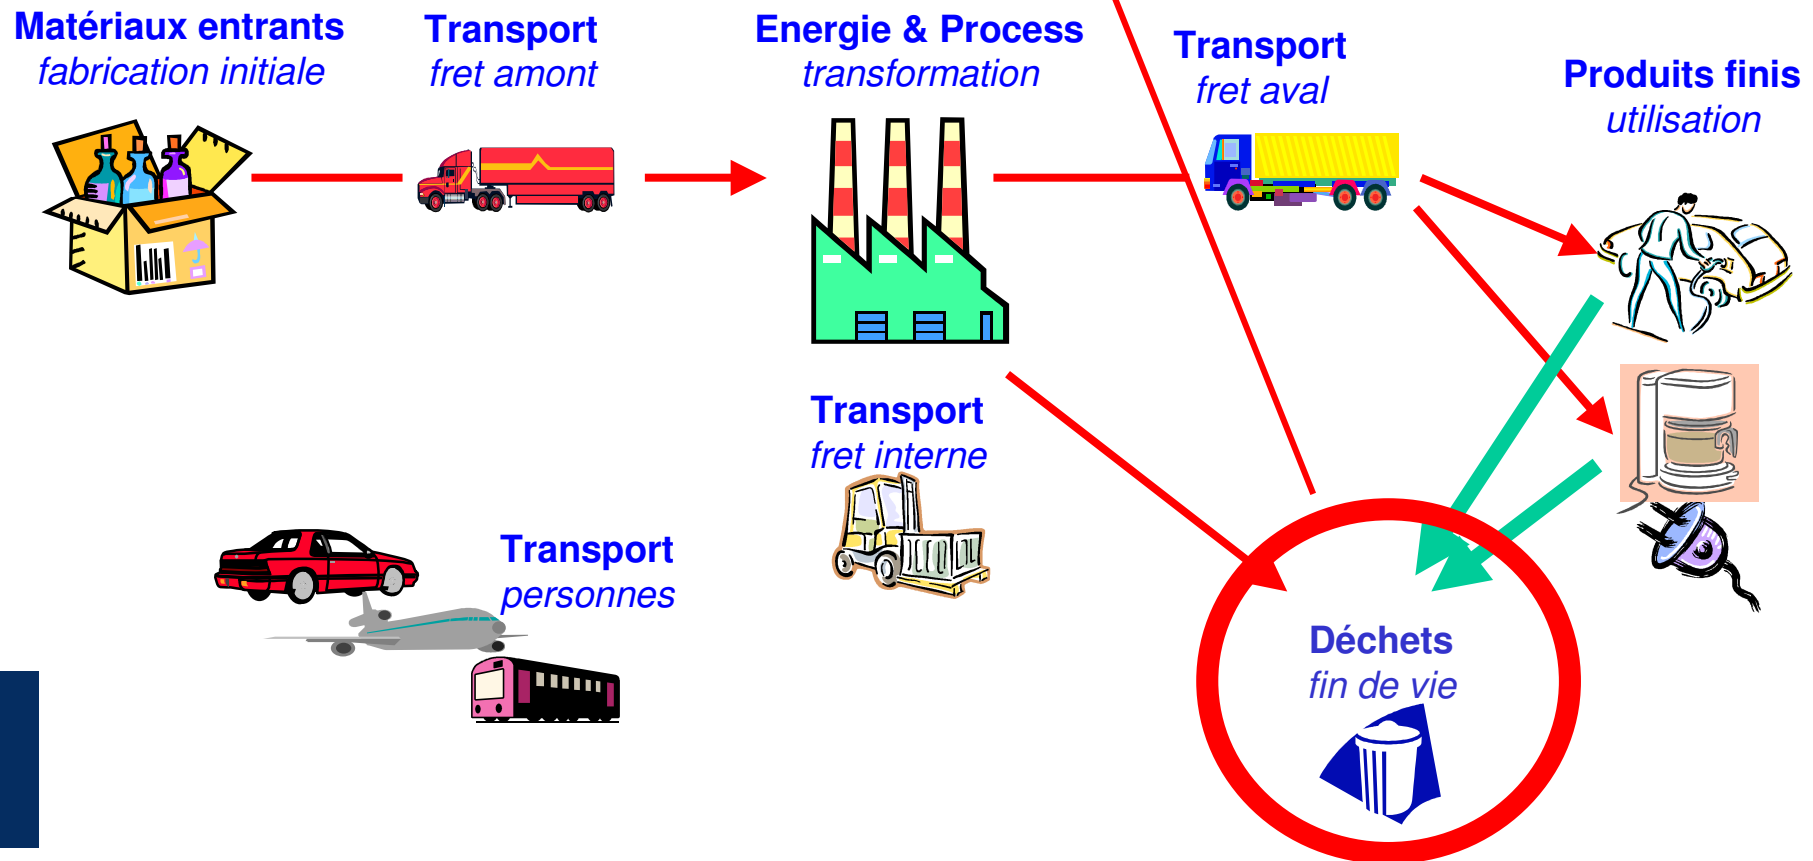 Matériaux entrants
fabrication initiale
Transport
fret amont
Energie & Process
transformation
Transport
fret aval
Produits finis
utilisation
Transport
fret interne
Transport
personnes
Déchets
fin de vie